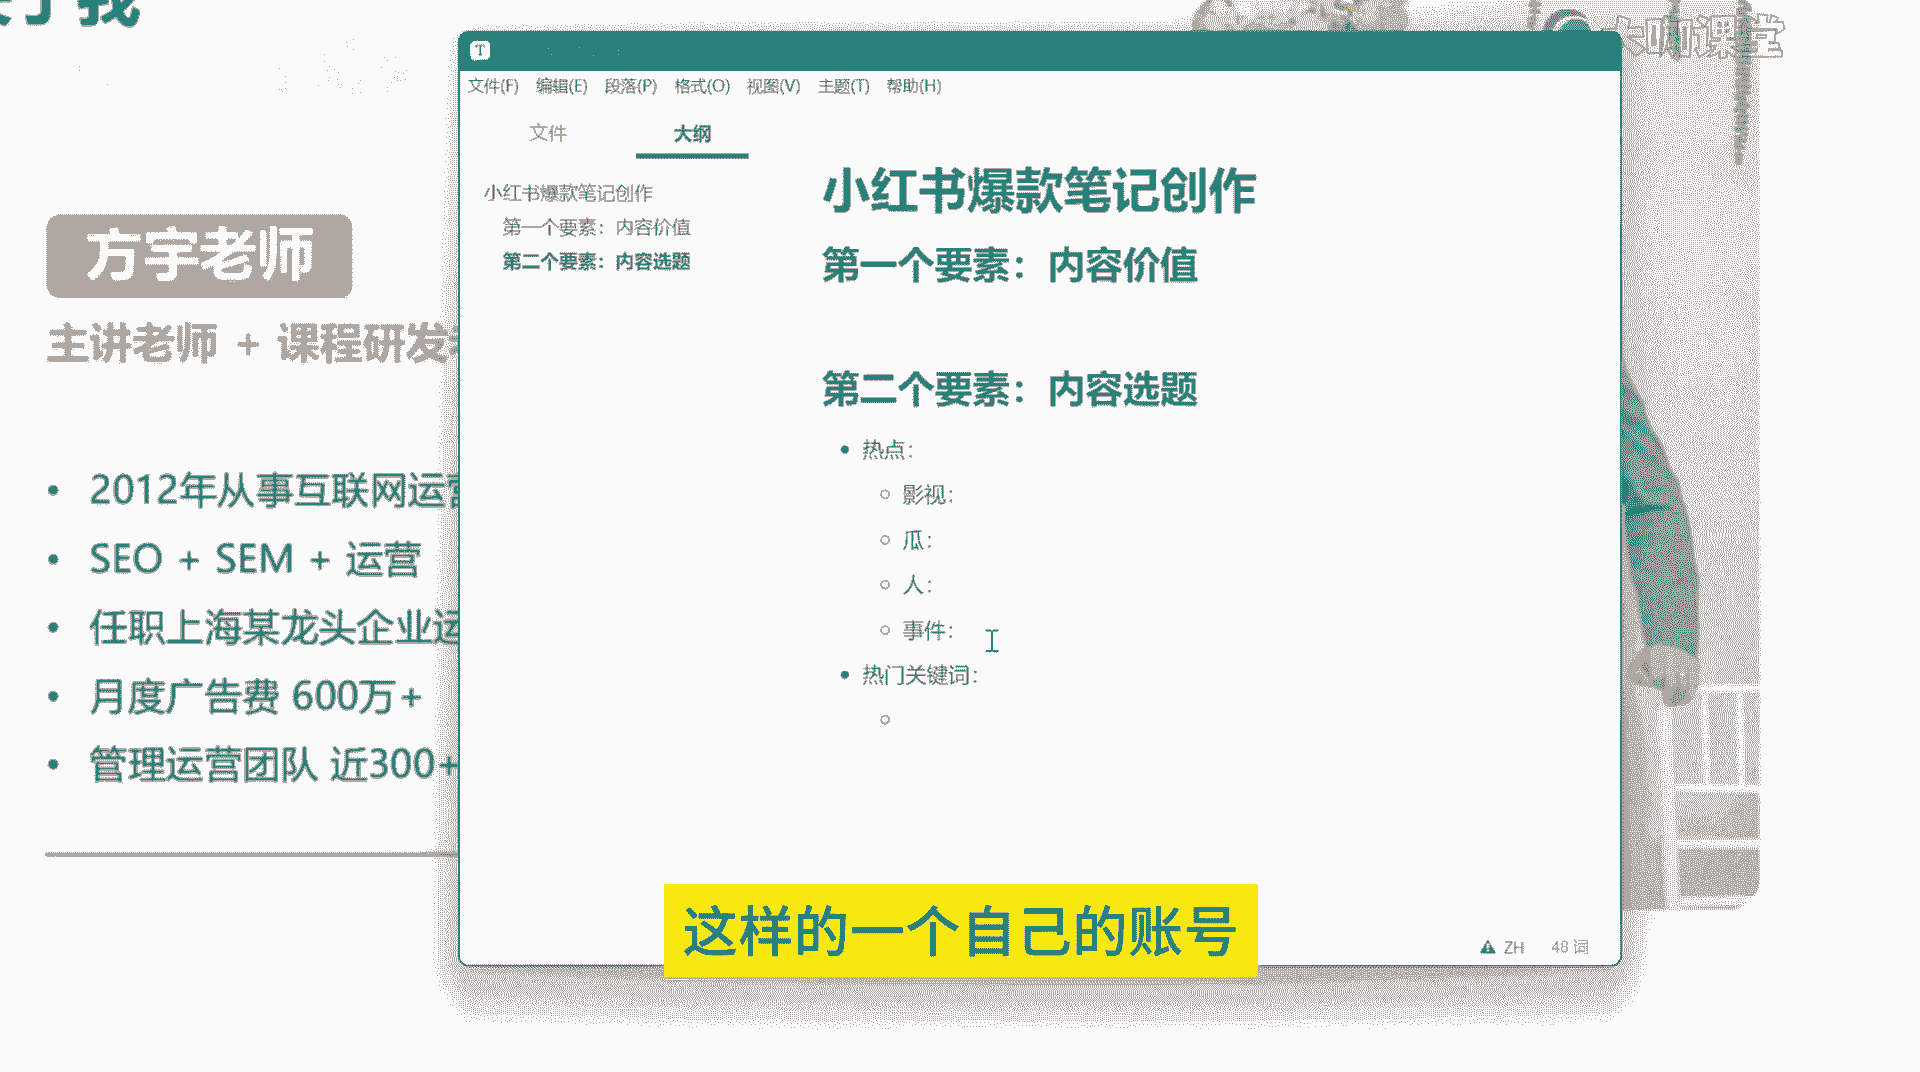 T
文件(F) 编辑(E) 段落(P) 格式(O) 视图(V) 主题(T) 帮助(H)
文件 大纲
小红书爆款笔记创作
第一个要素：内容价值
第二个要素：内容选题
小红书爆款笔记创作
第一个要素：内容价值
第二个要素：内容选题
• 热点：
○ 影视：
○ 瓜：
○ 人：
○ 事件：
• 热门关键词：
方宇老师
主讲老师 + 课程研发
• 2012年从事互联网运营
• SEO + SEM + 运营
• 任职上海某龙头企业运
• 月度广告费 600万+
• 管理运营团队 近300+
这样的一个自己的账号
ZH 48 词
大咖课堂